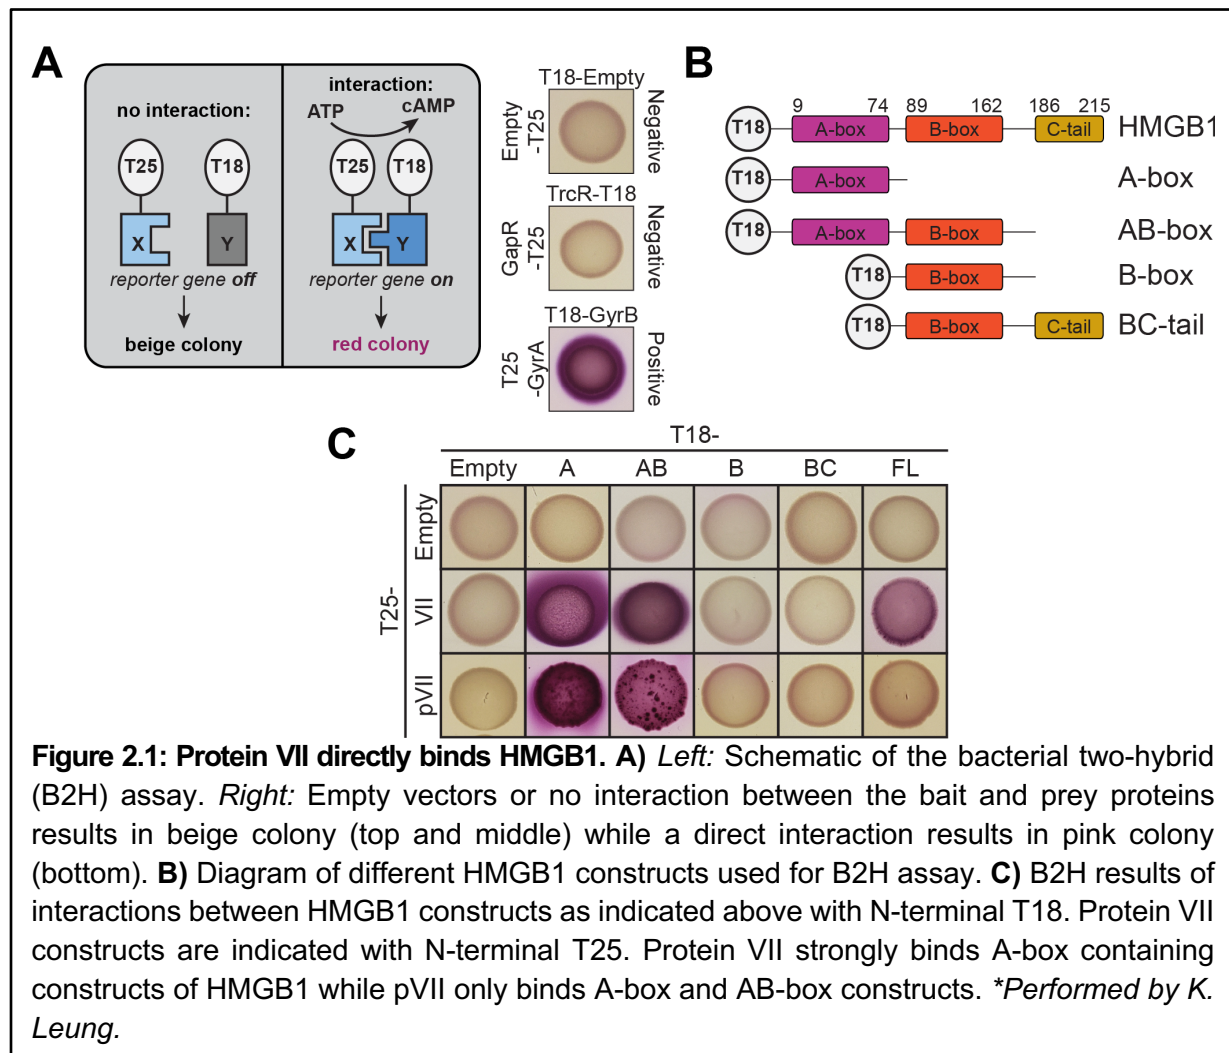 A
no interaction:
T25
T18
X
Y
reporter gene off
beige colony
interaction:
ATP
cAMP
T25
T18
X
Y
reporter gene on
red colony
T18-Empty
Empty
-T25
Negative
TrcR-T18
GapR
-T25
Negative
T18-GyrB
T25
-GyrA
Positive
B
9 74 89 162 186 215
T18 A-box B-box C-tail HMGB1
T18 A-box A-box
T18 A-box B-box AB-box
T18 B-box B-box
T18 B-box C-tail BC-tail
C
T18-
Empty A AB B BC FL
T25-
Empty
VII
pVII
Figure 2.1: Protein VII directly binds HMGB1. A) Left: Schematic of the bacterial two-hybrid
(B2H) assay. Right: Empty vectors or no interaction between the bait and prey proteins
results in beige colony (top and middle) while a direct interaction results in pink colony
(bottom). B) Diagram of different HMGB1 constructs used for B2H assay. C) B2H results of
interactions between HMGB1 constructs as indicated above with N-terminal T18. Protein VII
constructs are indicated with N-terminal T25. Protein VII strongly binds A-box containing
constructs of HMGB1 while pVII only binds A-box and AB-box constructs. *Performed by K.
Leung.